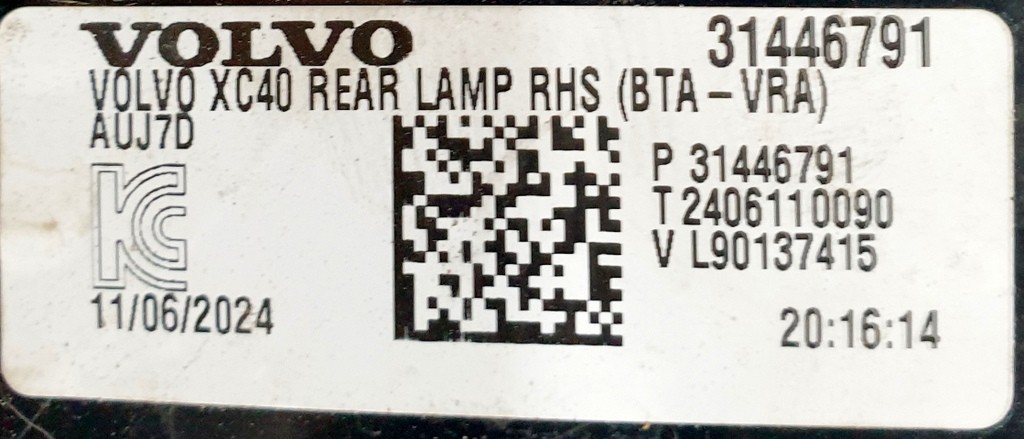 VOLVO 31446791
VOLVO XC40 REAR LAMP RHS (BTA – VRA)
AUJ7D
P 31446791
T 2406110090
V L90137415
KC
11/06/2024
20:16:14